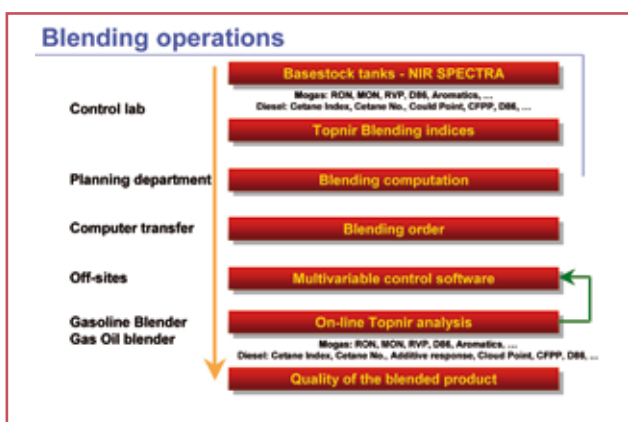 Blending operations
Basestock tanks - NIR SPECTRA
Mogas: RON, MON, RVP, D86, Aromatics, ...
Diesel: Cetane Index, Cetane No., Could Point, CFPP, D86, ...
Control lab
Topnir Blending indices
Planning department
Blending computation
Computer transfer
Blending order
Off-sites
Multivariable control software
Gasoline Blender
Gas Oil blender
On-line Topnir analysis
Mogas: RON, MON, RVP, D86, Aromatics, ...
Diesel: Cetane Index, Cetane No., Additive response, Cloud Point, CFPP, D86, ...
Quality of the blended product